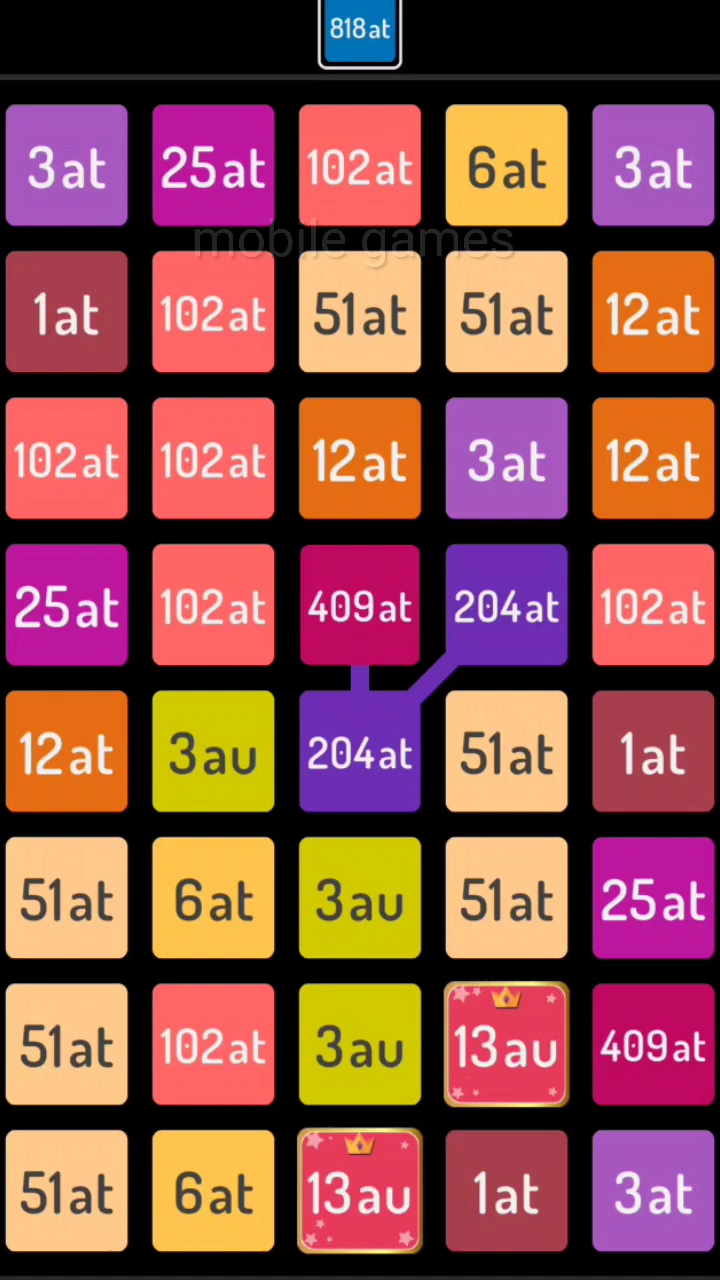 818at
3at 25at 102at 6at 3at
mobile games
1at 102at 51at 51at 12at
102at 102at 12at 3at 12at
25at 102at 409at 204at 102at
12at 3au 204at 51at 1at
51at 6at 3au 51at 25at
51at 102at 3au 13au 409at
51at 6at 13au 1at 3at